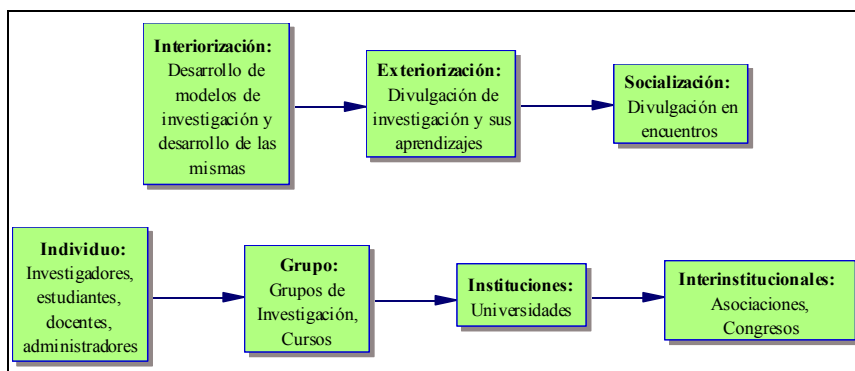 Interiorización:
Desarrollo de
modelos de
investigación y
desarrollo de las
mismas
Exteriorización:
Divulgación de
investigación y sus
aprendizajes
Socialización:
Divulgación en
encuentros
Individuo:
Investigadores,
estudiantes,
docentes,
administradores
Grupo:
Grupos de
Investigación,
Cursos
Instituciones:
Universidades
Interinstitucionales:
Asociaciones,
Congresos